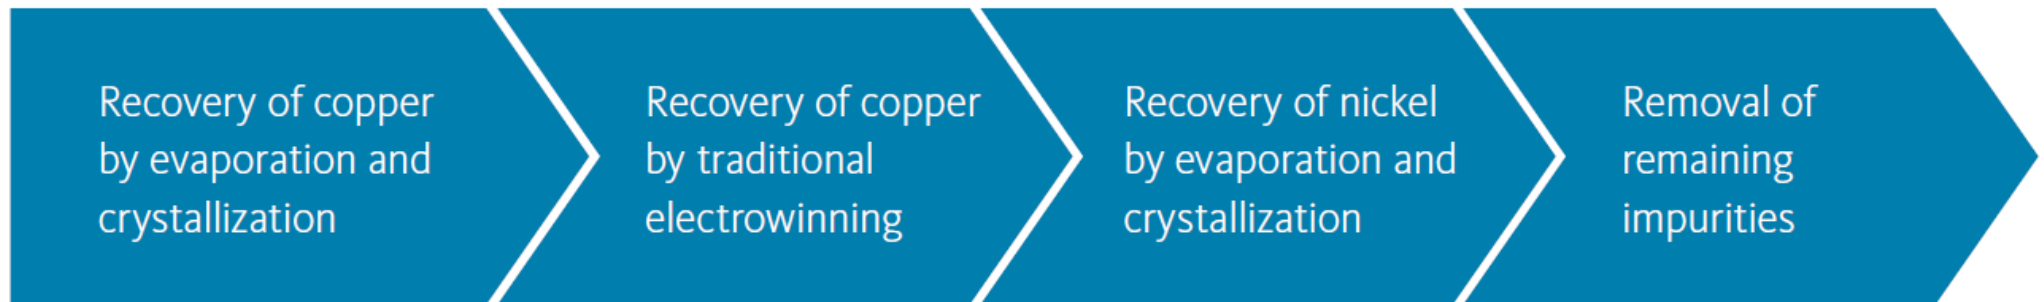 Recovery of copper
by evaporation and
crystallization
Recovery of copper
by traditional
electrowinning
Recovery of nickel
by evaporation and
crystallization
Removal of
remaining
impurities